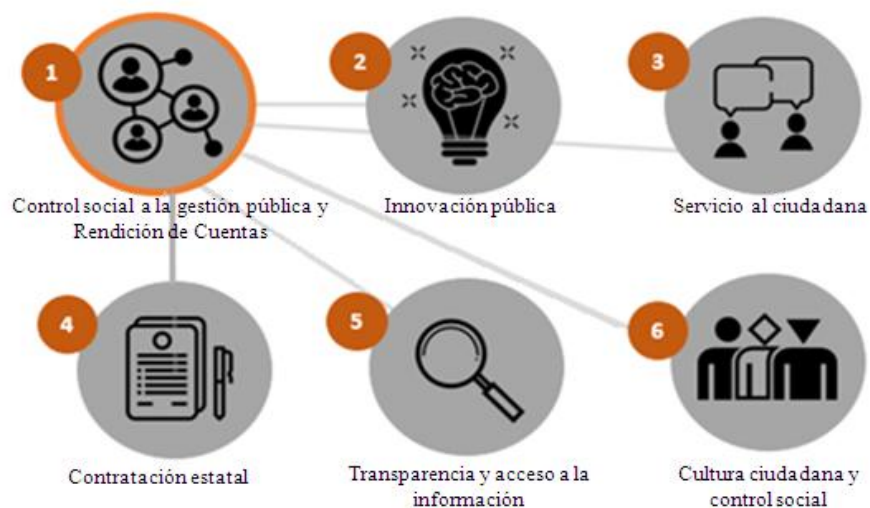 1
Control social a la gestión pública y
Rendición de Cuentas
2
Innovación pública
3
Servicio al ciudadana
4
Contratación estatal
5
Transparencia y acceso a la
información
6
Cultura ciudadana y
control social